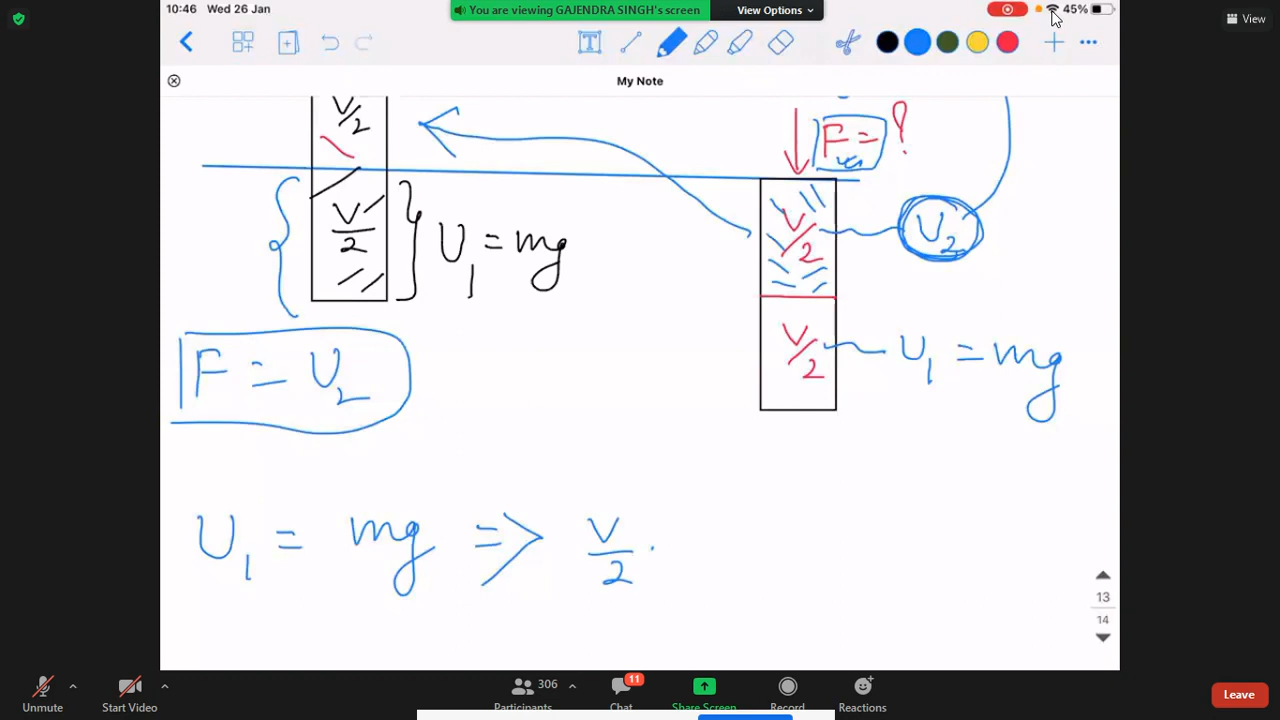 10:46 Wed 26 Jan
You are viewing GAJENDRA SINGH's screen
View Options
45%
View
T
My Note
V/2
F = ?
V/2
U₁ = mg
V/2
U₂
F = U₂
V/2
U₁ = mg
U₁ = mg => V/2 .
13
14
Unmute
Start Video
306
Participants
11
Chat
Share Screen
Record
Reactions
Leave